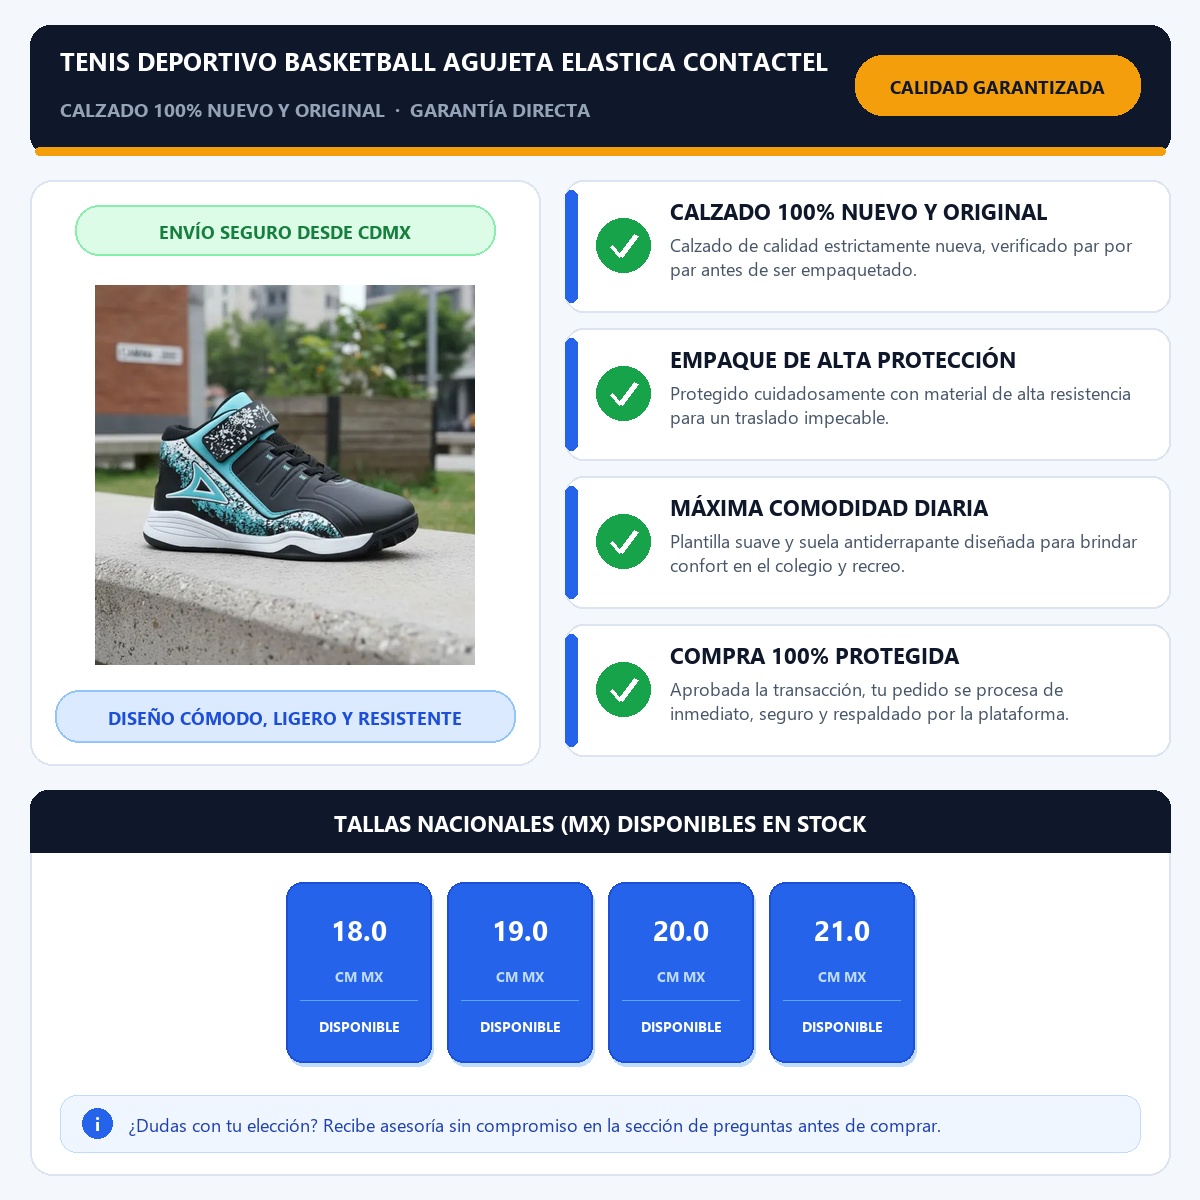 TENIS DEPORTIVO BASKETBALL AGUJETA ELASTICA CONTACTEL
CALZADO 100% NUEVO Y ORIGINAL · GARANTÍA DIRECTA
CALIDAD GARANTIZADA
ENVÍO SEGURO DESDE CDMX
DISEÑO CÓMODO, LIGERO Y RESISTENTE
CALZADO 100% NUEVO Y ORIGINAL
Calzado de calidad estrictamente nueva, verificado par por
par antes de ser empaquetado.
EMPAQUE DE ALTA PROTECCIÓN
Protegido cuidadosamente con material de alta resistencia
para un traslado impecable.
MÁXIMA COMODIDAD DIARIA
Plantilla suave y suela antiderrapante diseñada para brindar
confort en el colegio y recreo.
COMPRA 100% PROTEGIDA
Aprobada la transacción, tu pedido se procesa de
inmediato, seguro y respaldado por la plataforma.
TALLAS NACIONALES (MX) DISPONIBLES EN STOCK
18.0
CM MX
DISPONIBLE
19.0
CM MX
DISPONIBLE
20.0
CM MX
DISPONIBLE
21.0
CM MX
DISPONIBLE
¿Dudas con tu elección? Recibe asesoría sin compromiso en la sección de preguntas antes de comprar.